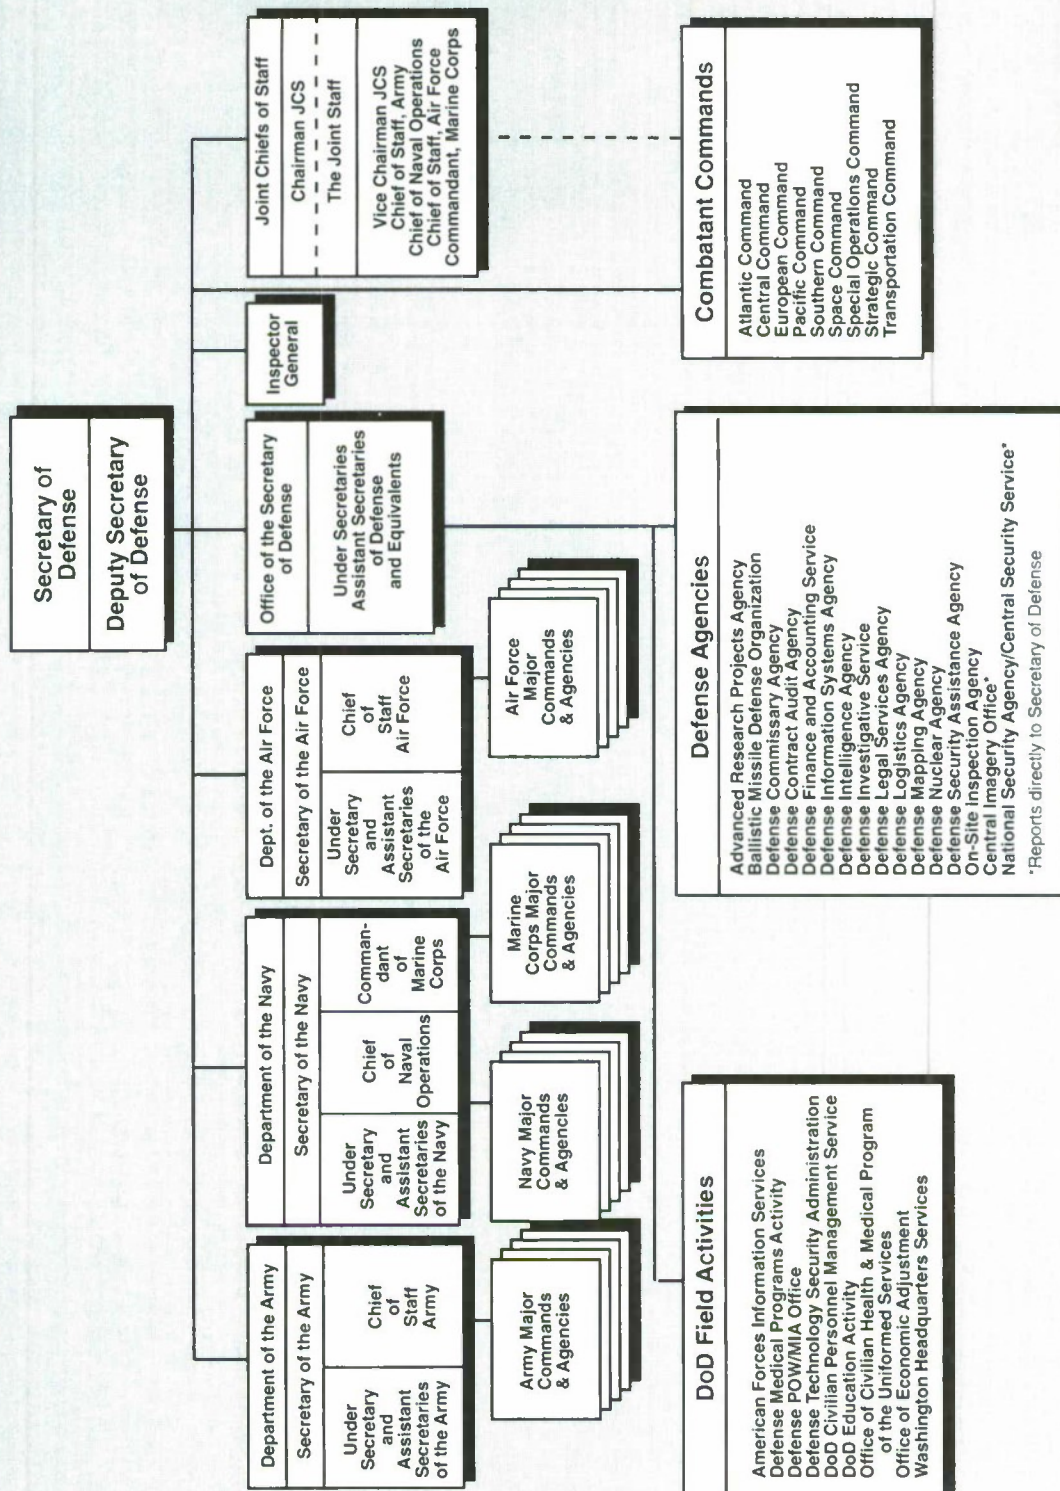 Secretary of
Defense
Deputy Secretary
of Defense
Department of the Army
Secretary of the Army
Under
Secretary
and
Assistant
Secretaries
of the Army
Chief
of
Staff
Army
Department of the Navy
Secretary of the Navy
Under
Secretary
and
Assistant
Secretaries
of the Navy
Chief
of
Naval
Operations
Comman-
dant
of
Marine
Corps
Dept. of the Air Force
Secretary of the Air Force
Under
Secretary
and
Assistant
Secretaries
of the
Air Force
Chief
of
Staff
Air Force
Office of the Secretary
of Defense
Under Secretaries
Assistant Secretaries
of Defense
and Equivalents
Inspector
General
Joint Chiefs of Staff
Chairman JCS
The Joint Staff
Vice Chairman JCS
Chief of Staff, Army
Chief of Naval Operations
Chief of Staff, Air Force
Commandant, Marine Corps
Army Major
Commands
& Agencies
Navy Major
Commands
& Agencies
Marine
Corps Major
Commands
& Agencies
Air Force
Major
Commands
& Agencies
DoD Field Activities
American Forces Information Services
Defense Medical Programs Activity
Defense POW/MIA Office
Defense Technology Security Administration
DoD Civilian Personnel Management Service
DoD Education Activity
Office of Civilian Health & Medical Program
of the Uniformed Services
Office of Economic Adjustment
Washington Headquarters Services
Defense Agencies
Advanced Research Projects Agency
Ballistic Missile Defense Organization
Defense Commissary Agency
Defense Contract Audit Agency
Defense Finance and Accounting Service
Defense Information Systems Agency
Defense Intelligence Agency
Defense Investigative Service
Defense Legal Services Agency
Defense Logistics Agency
Defense Mapping Agency
Defense Nuclear Agency
Defense Security Assistance Agency
On-Site Inspection Agency
Central Imagery Office*
National Security Agency/Central Security Service*
*Reports directly to Secretary of Defense
Combatant Commands
Atlantic Command
Central Command
European Command
Pacific Command
Southern Command
Space Command
Special Operations Command
Strategic Command
Transportation Command